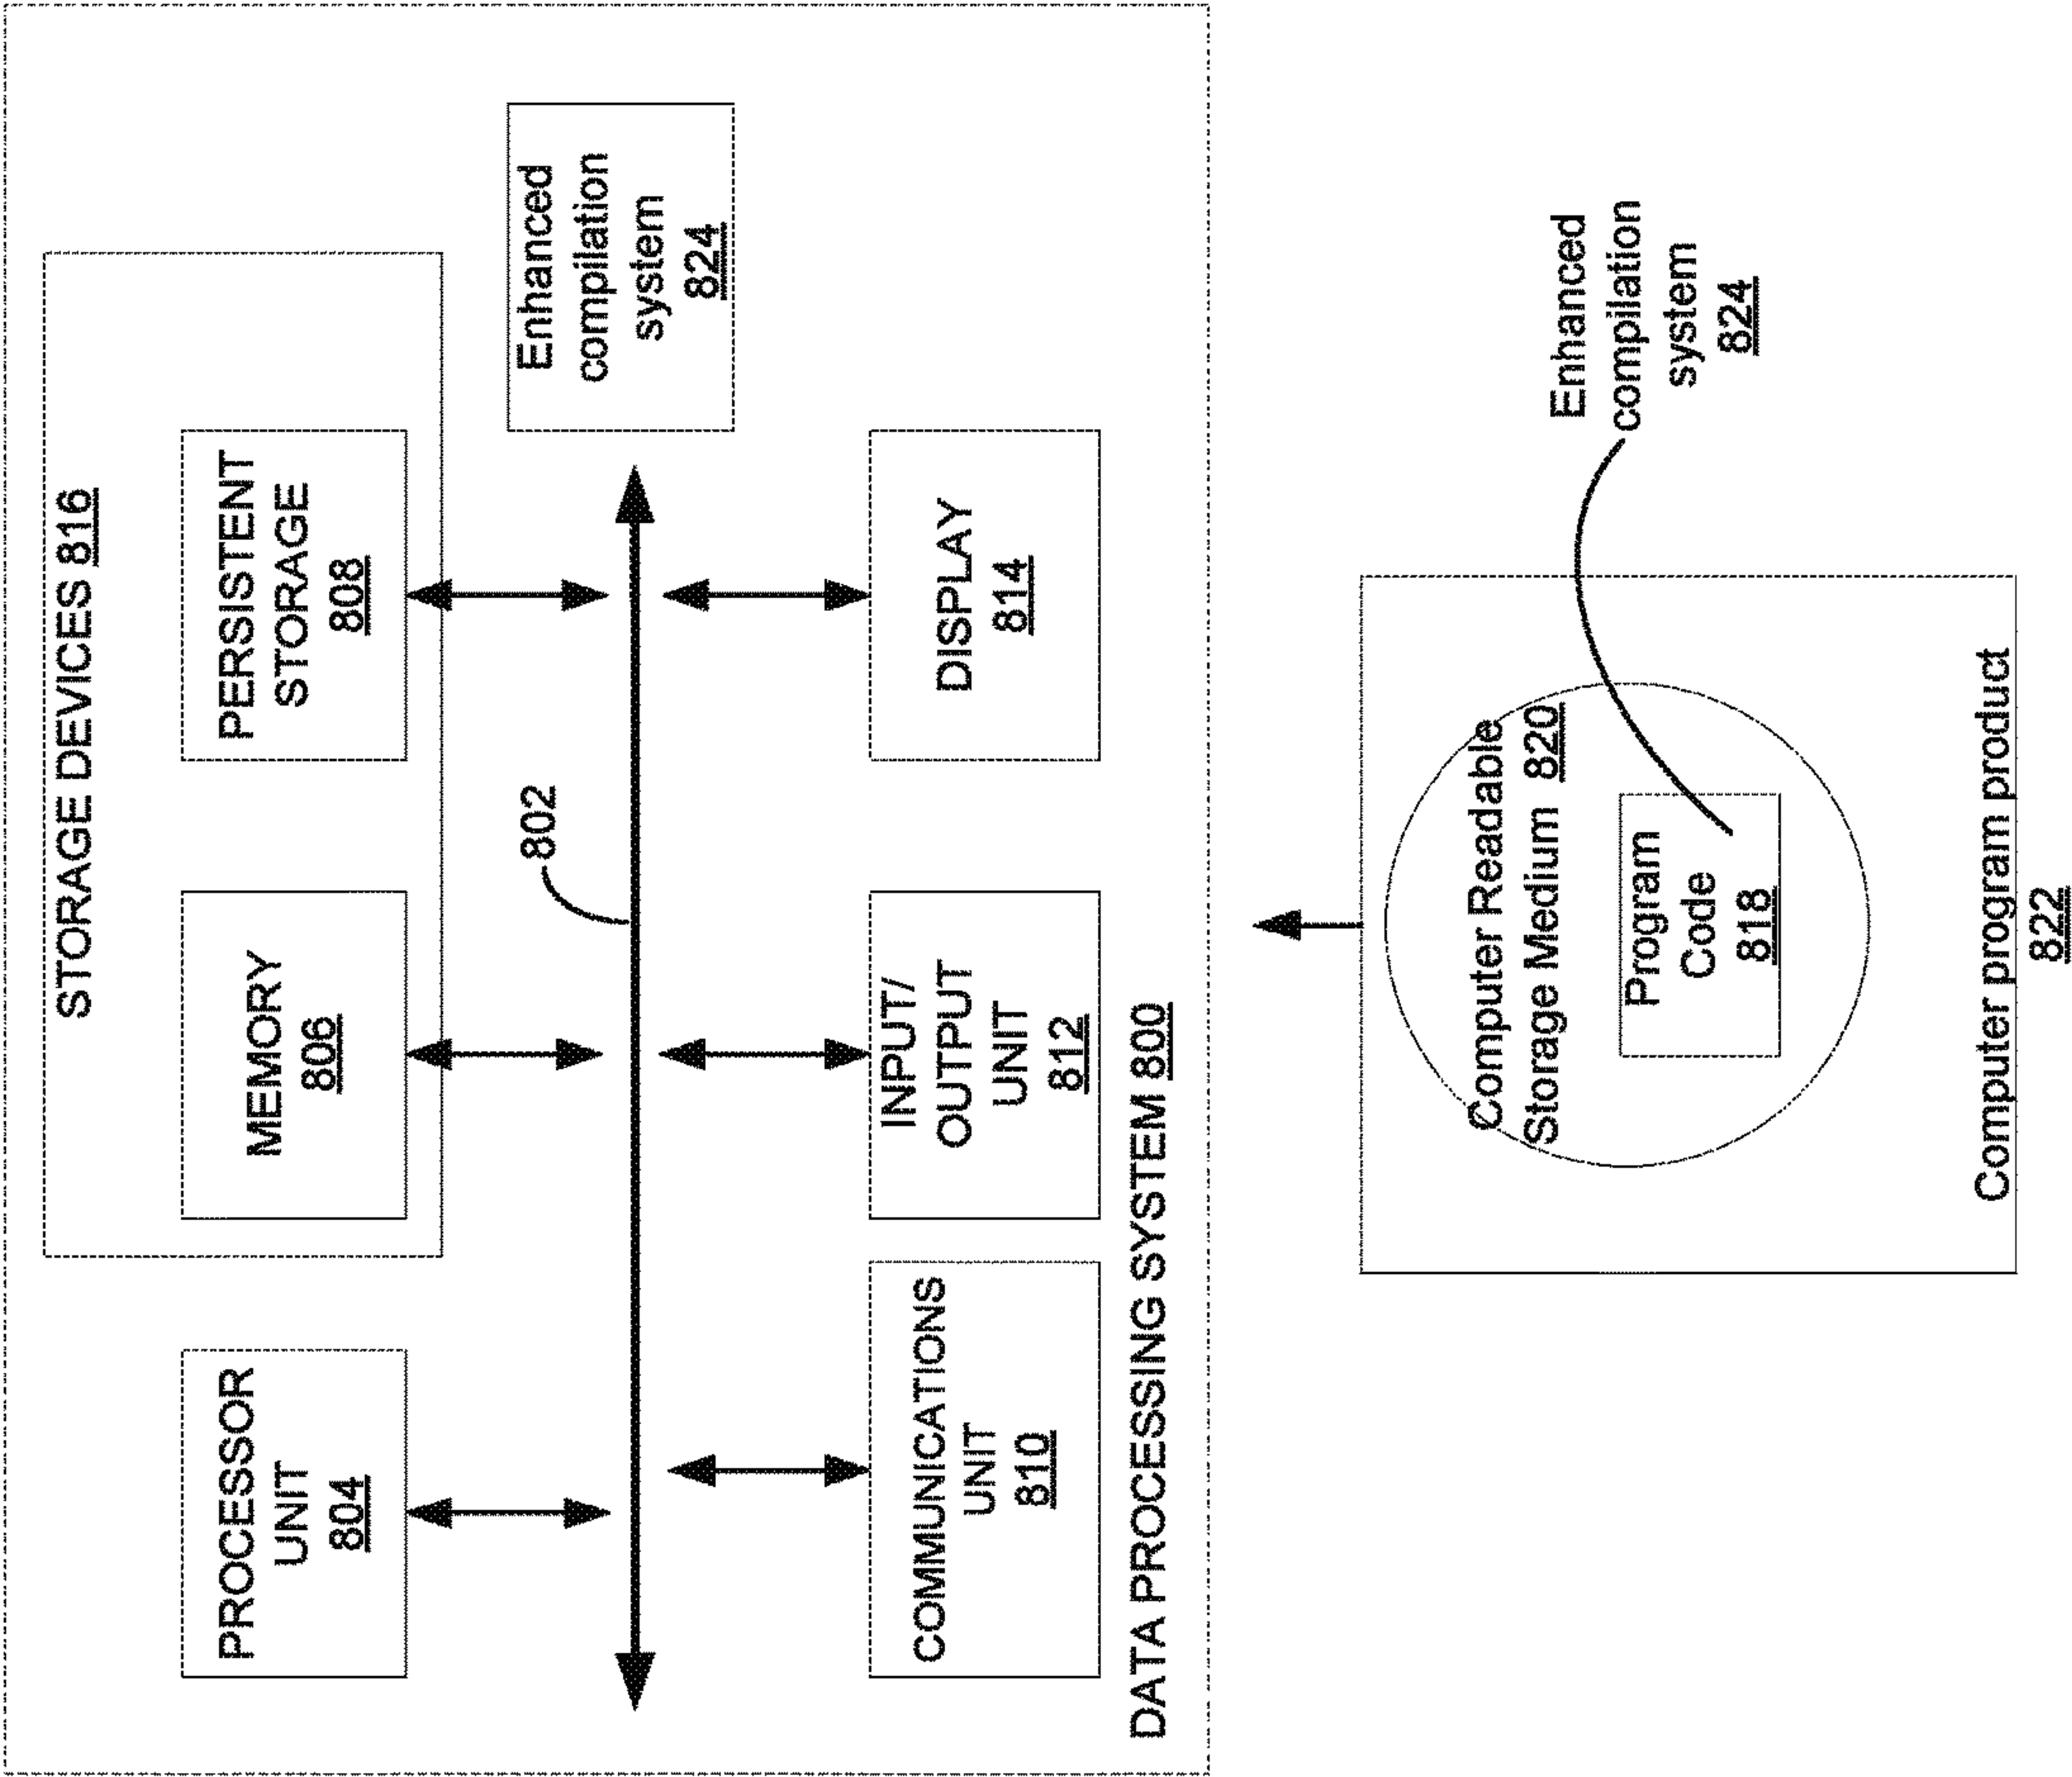 STORAGE DEVICES 816
PROCESSOR
UNIT
804
MEMORY
806
PERSISTENT
STORAGE
808
802
Enhanced
compilation
system
824
COMMUNICATIONS
UNIT
810
INPUT/
OUTPUT
UNIT
812
DISPLAY
814
DATA PROCESSING SYSTEM 800
Computer Readable
Storage Medium 820
Program
Code
818
Enhanced
compilation
system
824
Computer program product
822